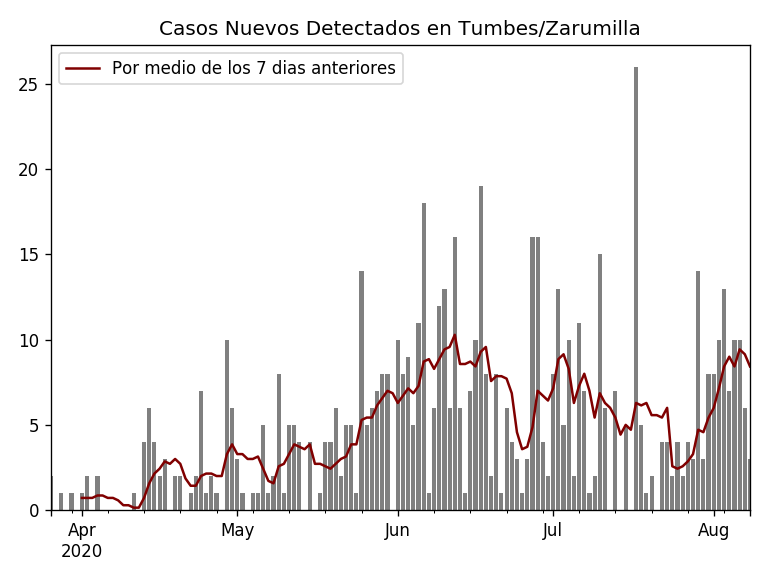 Casos Nuevos Detectados en Tumbes/Zarumilla
Por medio de los 7 dias anteriores
25
20
15
10
5
0
Apr May Jun Jul Aug
2020